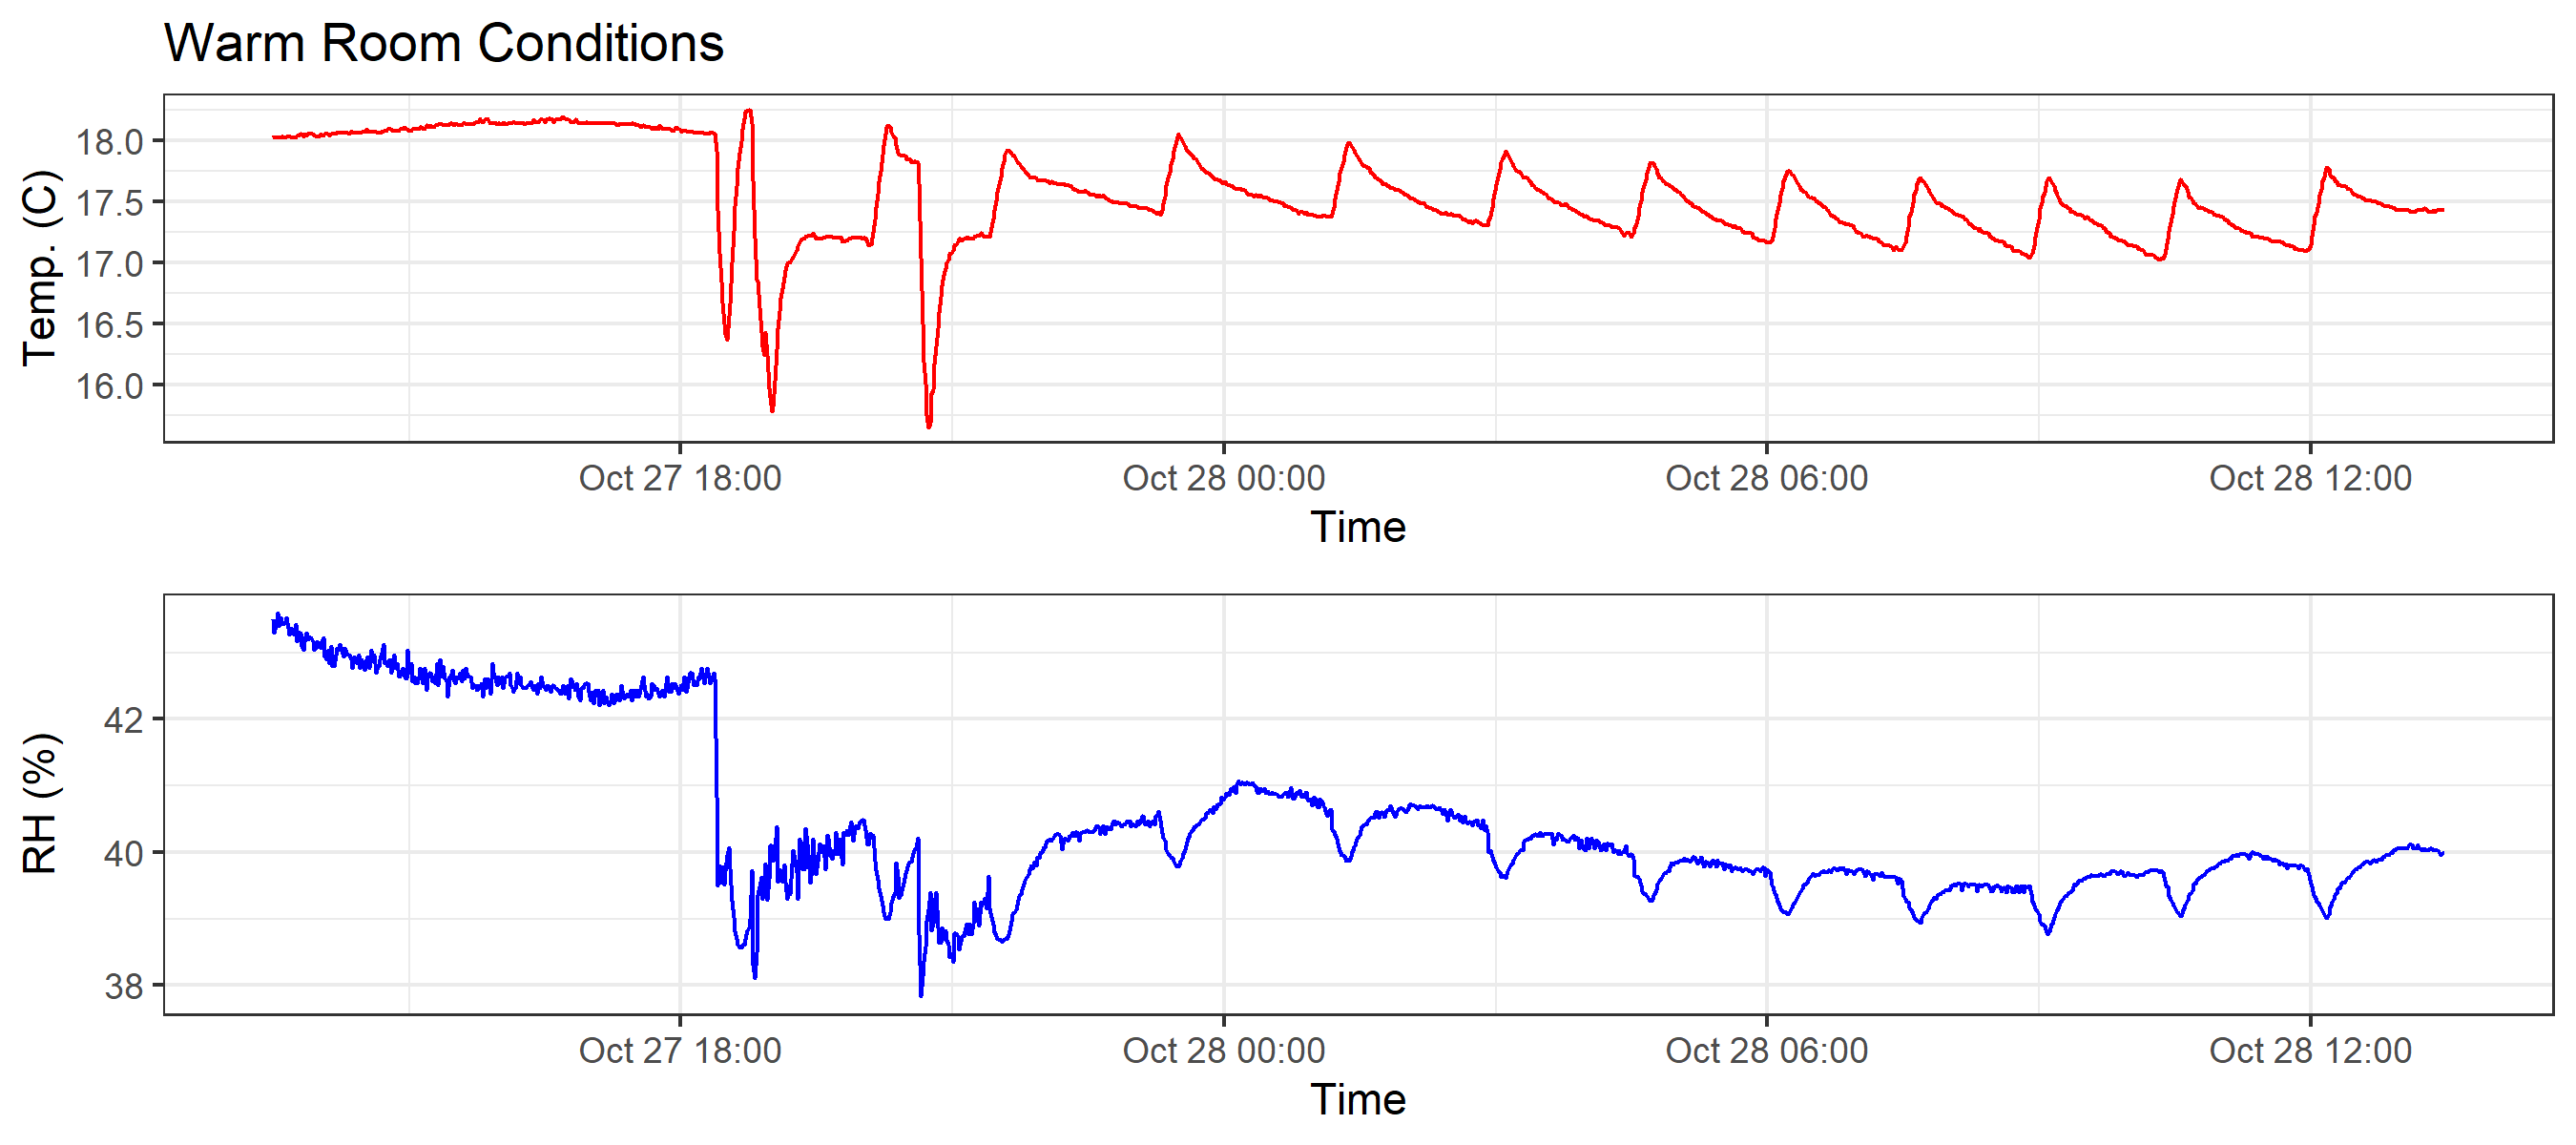 Warm Room Conditions
Temp. (C)
18.0
17.5
17.0
16.5
16.0
Oct 27 18:00 Oct 28 00:00 Oct 28 06:00 Oct 28 12:00
Time
RH (%)
42
40
38
Oct 27 18:00 Oct 28 00:00 Oct 28 06:00 Oct 28 12:00
Time